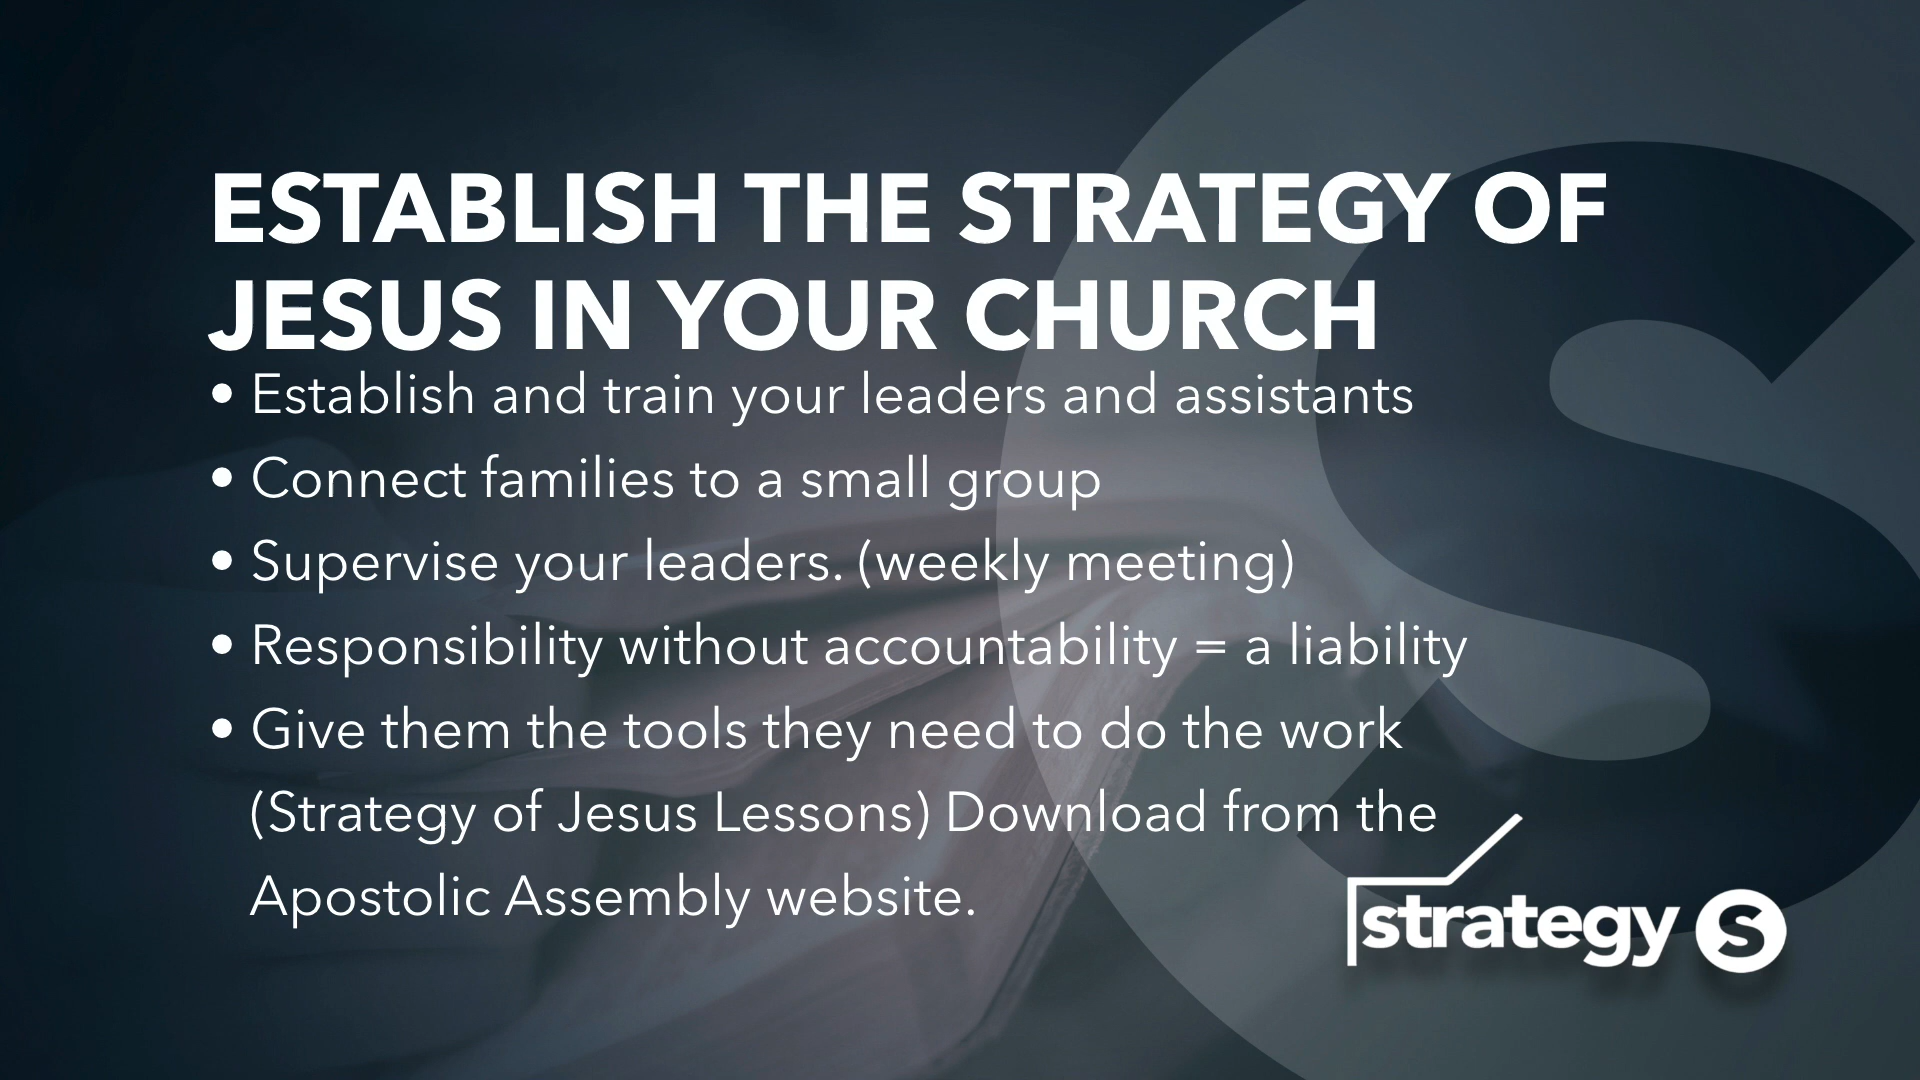 ESTABLISH THE STRATEGY OF
JESUS IN YOUR CHURCH
• Establish and train your leaders and assistants
• Connect families to a small group
• Supervise your leaders. (weekly meeting)
• Responsibility without accountability = a liability
• Give them the tools they need to do the work
(Strategy of Jesus Lessons) Download from the
Apostolic Assembly website.
strategy S